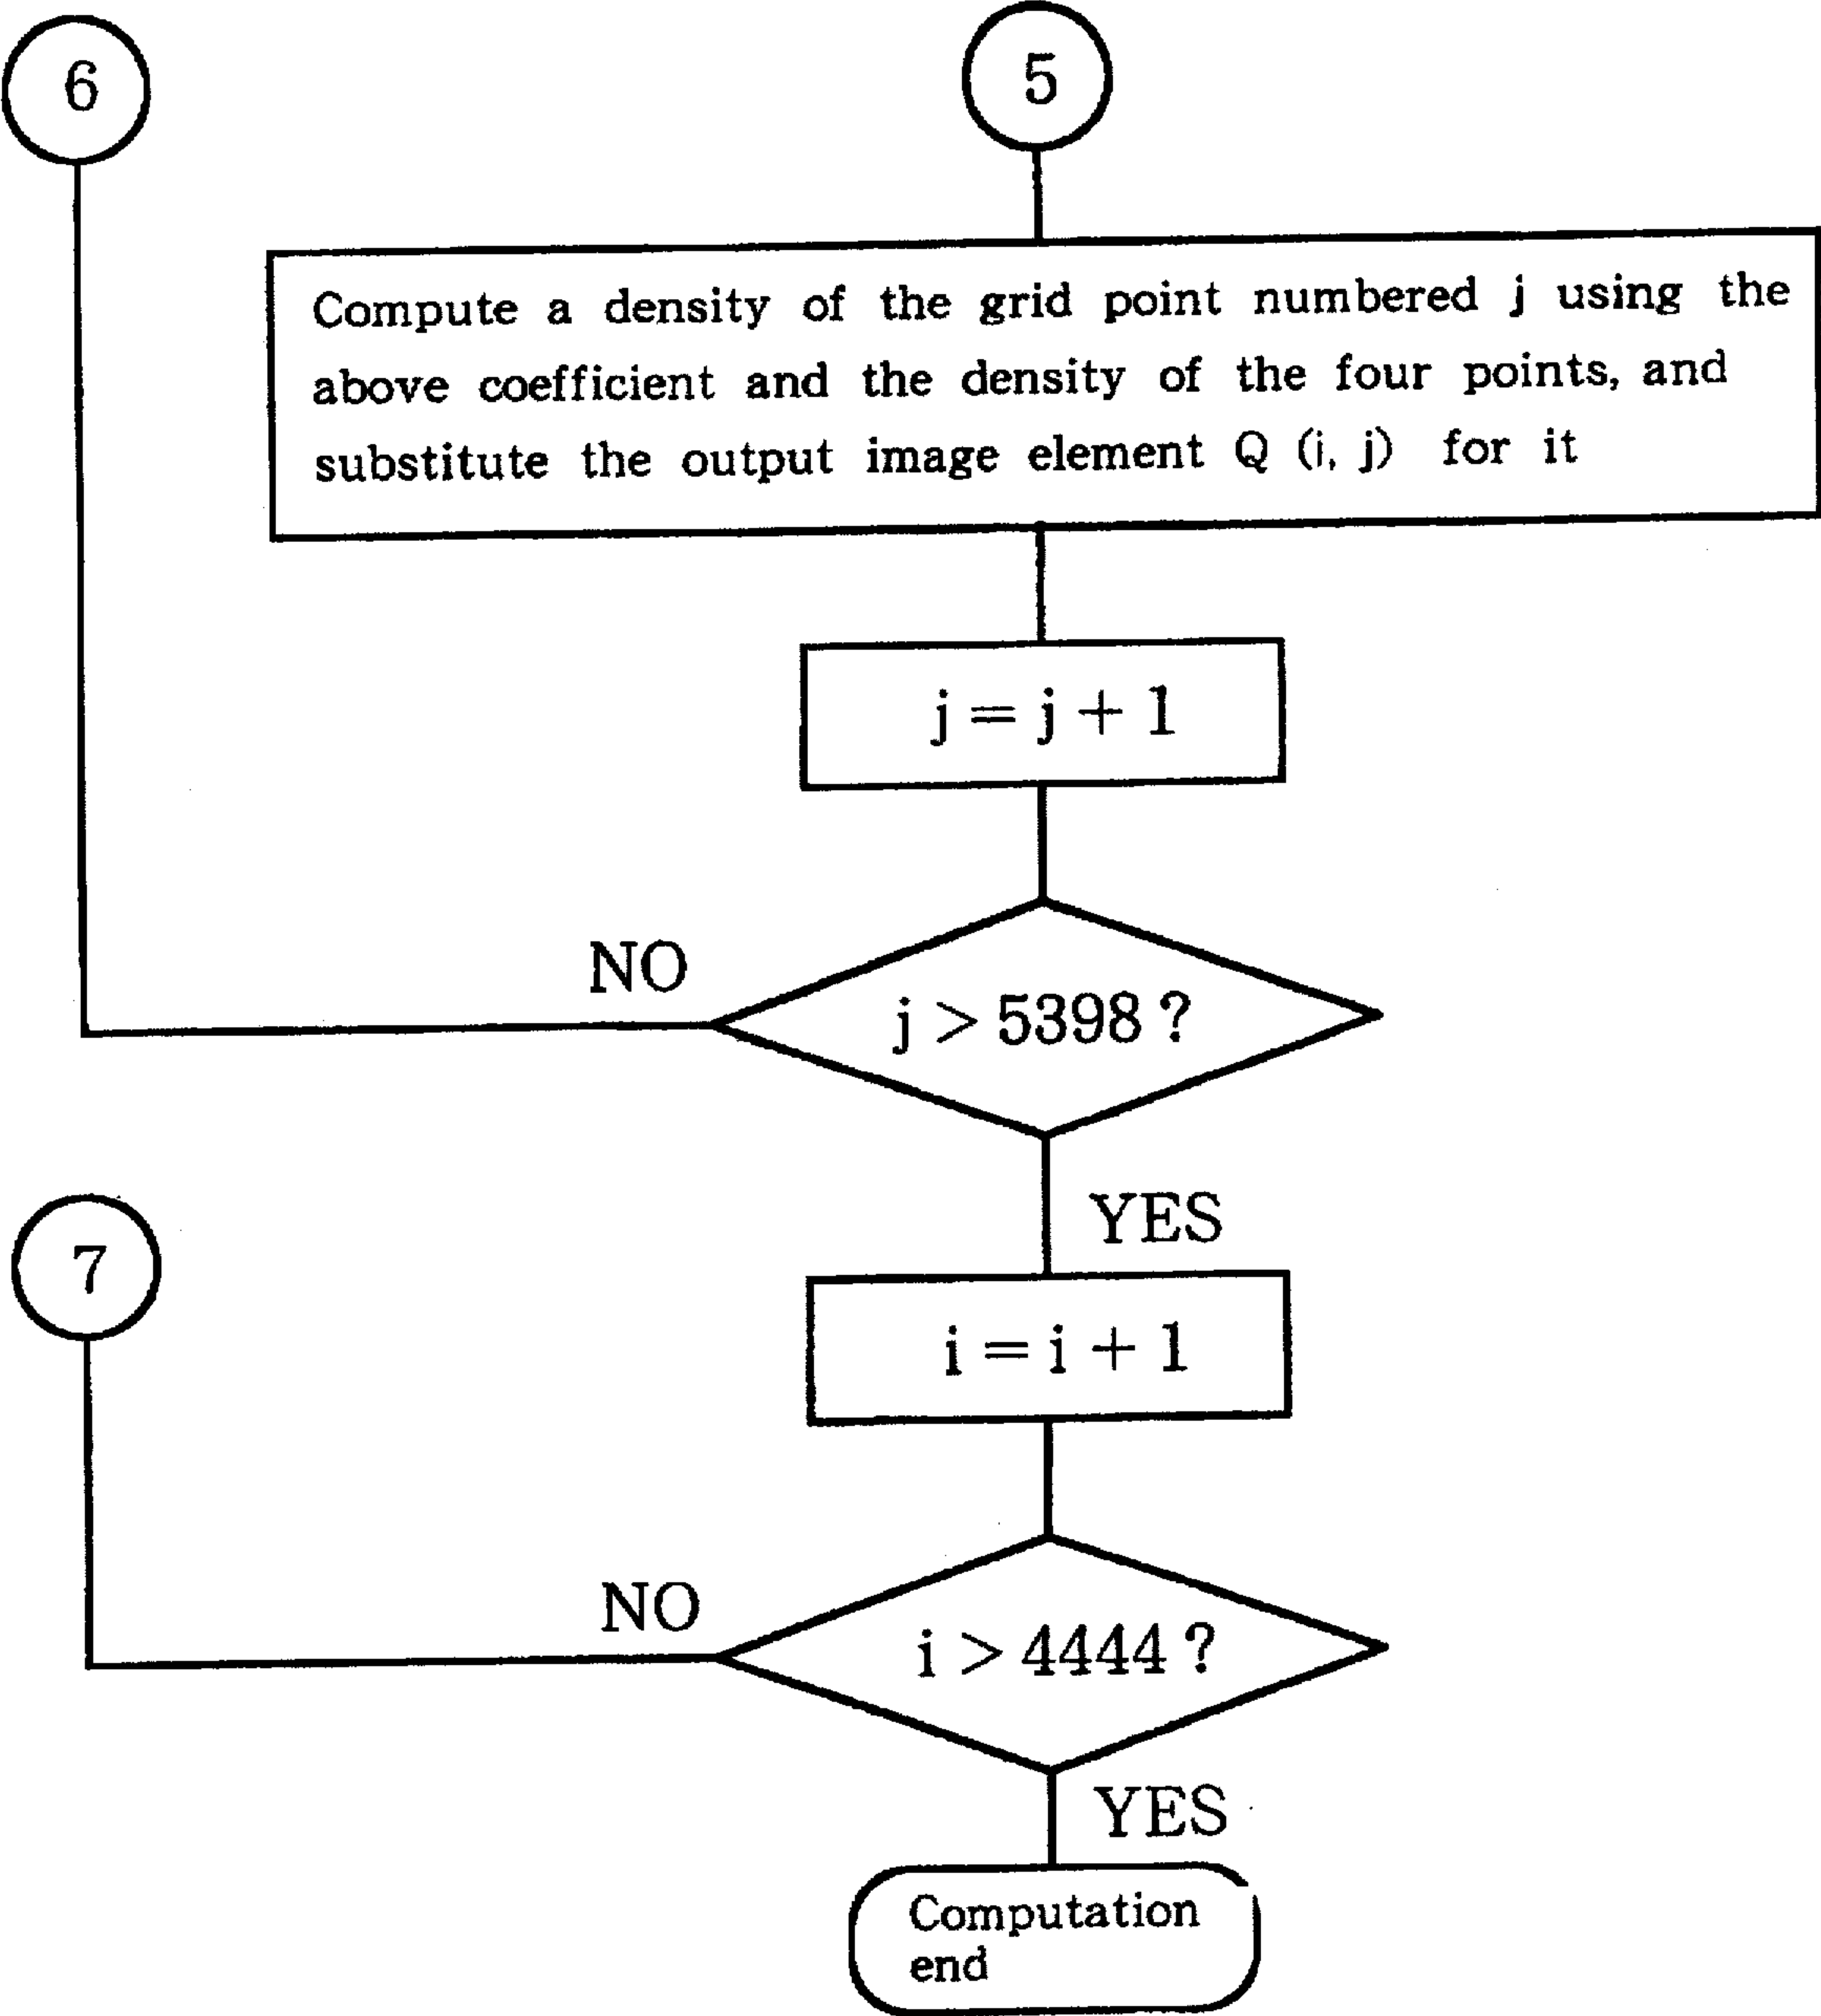 6
5
Compute a density of the grid point numbered j using the
above coefficient and the density of the four points, and
substitute the output image element Q (i, j) for it
j = j + 1
NO
j > 5398 ?
YES
7
i = i + 1
NO
i > 4444 ?
YES
Computation
end